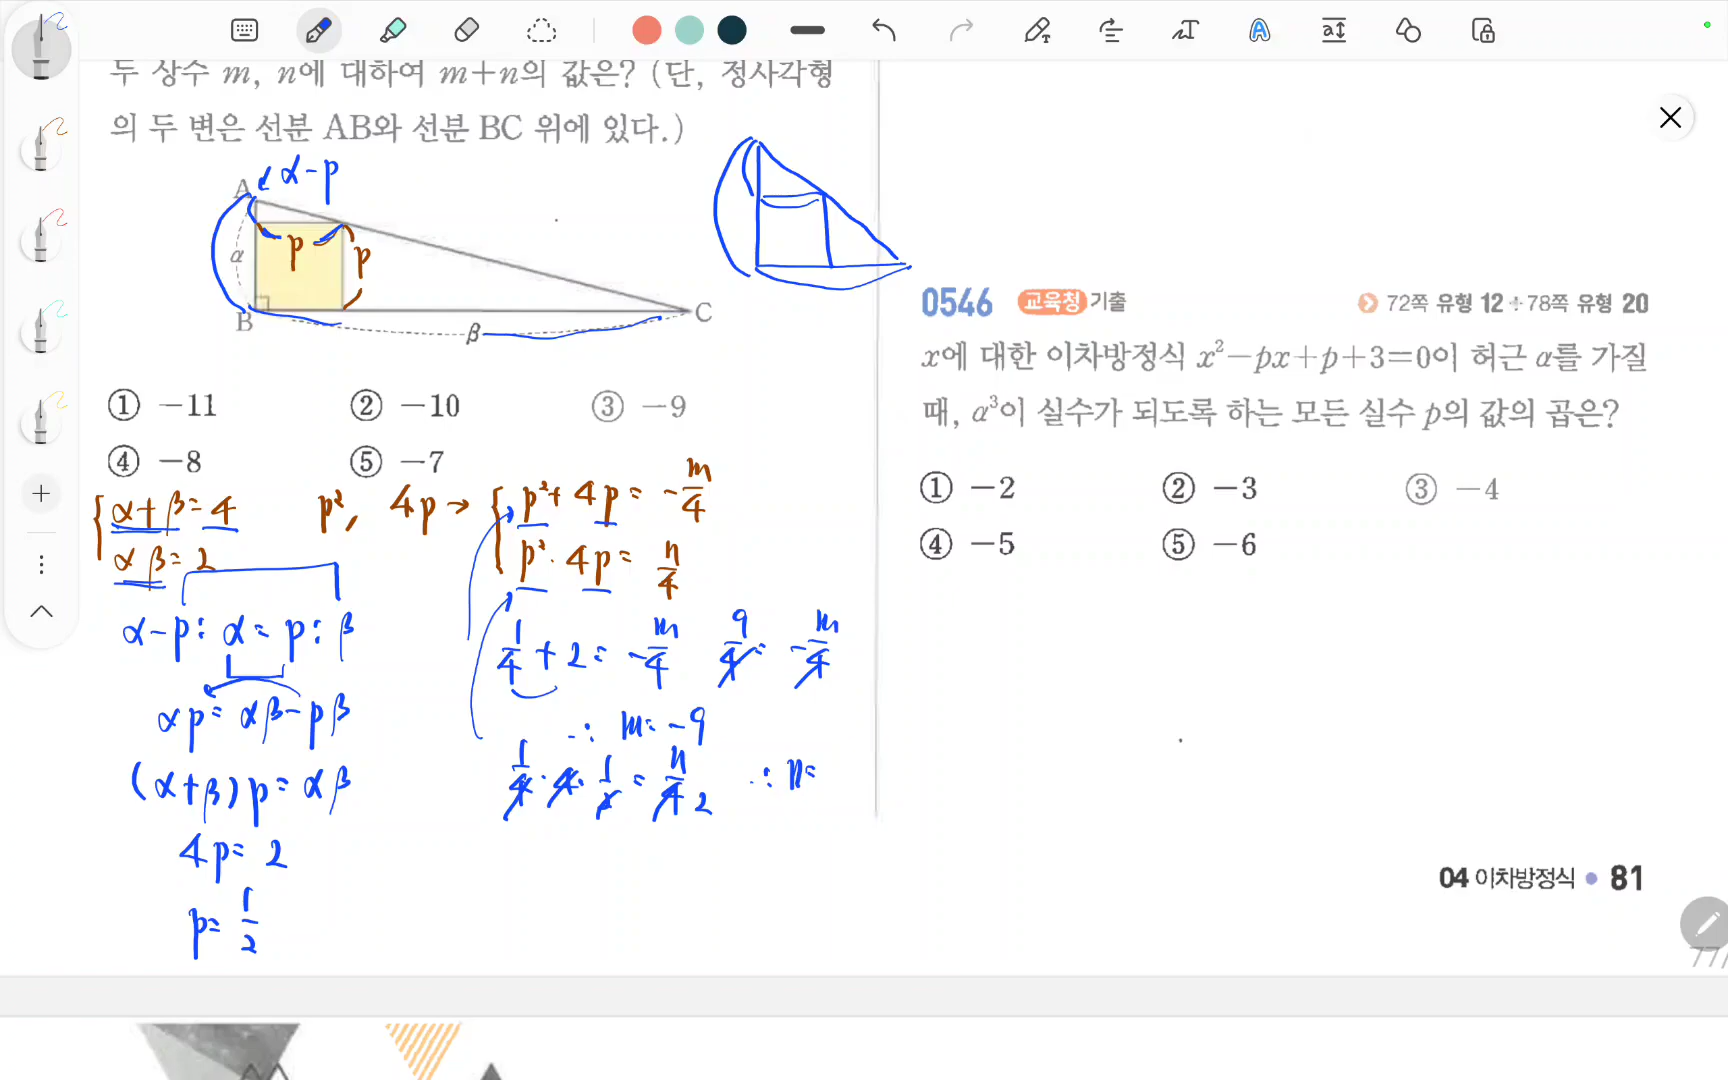 두 상수 m, n에 대하여 m+n의 값은? (단, 정사각형
의 두 변은 선분 AB와 선분 BC 위에 있다.)
A α-p
α p p
B β C
① -11 ② -10 ③ -9
④ -8 ⑤ -7
α+β=4
αβ=2
p², 4p → p²+4p = -m/4
p²·4p = n/4
α-p : α = p : β
αp = αβ-pβ
(α+β)p = αβ
4p = 2
p = 1/2
1/4 + 2 = -m/4 9/4 = -m/4
∴ m = -9
1/4 · 4 · 1/2 = n/4 2 ∴ n =
0546 교육청 기출 72쪽 유형 12 + 78쪽 유형 20
x에 대한 이차방정식 x²-px+p+3=0이 허근 α를 가질
때, α³이 실수가 되도록 하는 모든 실수 p의 값의 곱은?
① -2 ② -3 ③ -4
④ -5 ⑤ -6
04 이차방정식 • 81